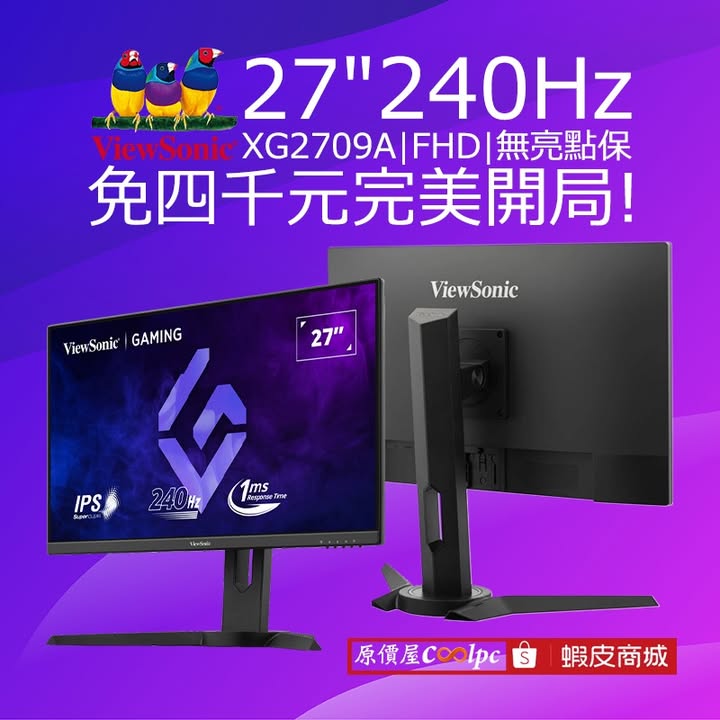 27"240Hz
ViewSonic
XG2709A|FHD|無亮點保
免四千元完美開局!
ViewSonic
ViewSonic | GAMING
27"
IPS
SuperClear
240Hz
1ms
Response Time
ViewSonic
原價屋Coolpc
S
蝦皮商城